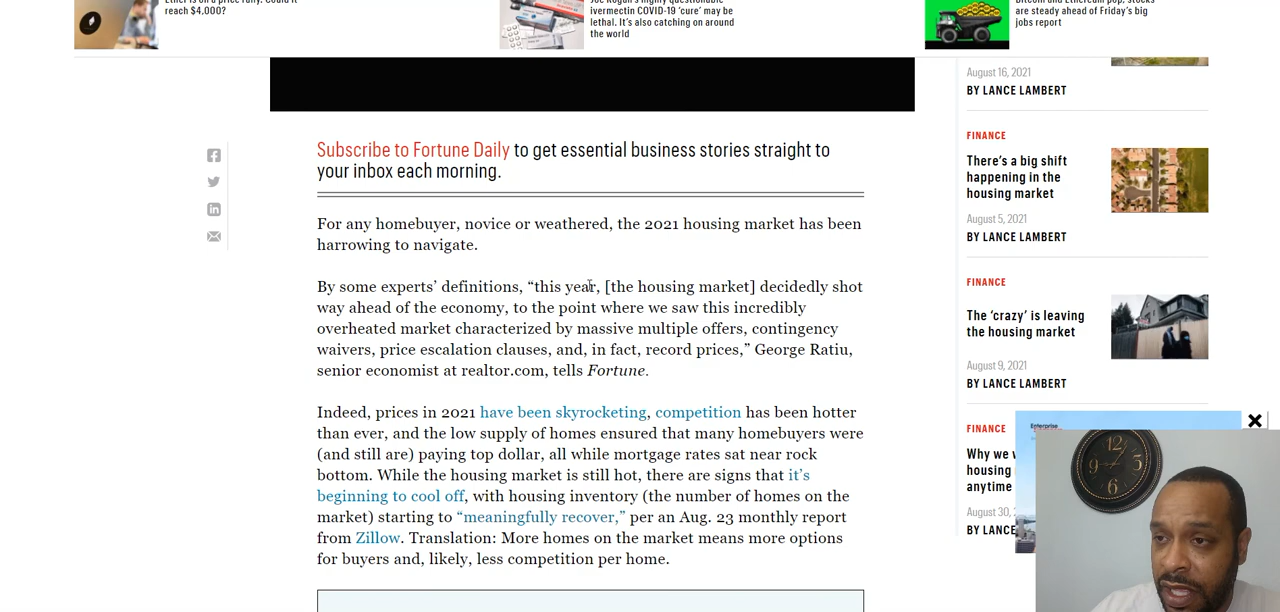 Ether is on a price rally. Could it
reach $4,000?
Joe Rogan's highly questionable
ivermectin COVID-19 'cure' may be
lethal. It's also catching on around
the world
Bitcoin and Ethereum pop, stocks
are steady ahead of Friday's big
jobs report
Subscribe to Fortune Daily to get essential business stories straight to
your inbox each morning.
For any homebuyer, novice or weathered, the 2021 housing market has been
harrowing to navigate.
By some experts’ definitions, “this year, [the housing market] decidedly shot
way ahead of the economy, to the point where we saw this incredibly
overheated market characterized by massive multiple offers, contingency
waivers, price escalation clauses, and, in fact, record prices,” George Ratiu,
senior economist at realtor.com, tells Fortune.
Indeed, prices in 2021 have been skyrocketing, competition has been hotter
than ever, and the low supply of homes ensured that many homebuyers were
(and still are) paying top dollar, all while mortgage rates sat near rock
bottom. While the housing market is still hot, there are signs that it’s
beginning to cool off, with housing inventory (the number of homes on the
market) starting to “meaningfully recover,” per an Aug. 23 monthly report
from Zillow. Translation: More homes on the market means more options
for buyers and, likely, less competition per home.
August 16, 2021
BY LANCE LAMBERT
FINANCE
There’s a big shift
happening in the
housing market
August 5, 2021
BY LANCE LAMBERT
FINANCE
The ‘crazy’ is leaving
the housing market
August 9, 2021
BY LANCE LAMBERT
FINANCE
Why we
housing
anytime
August 30,
BY LANCE
Enterprise
12
9
3
6